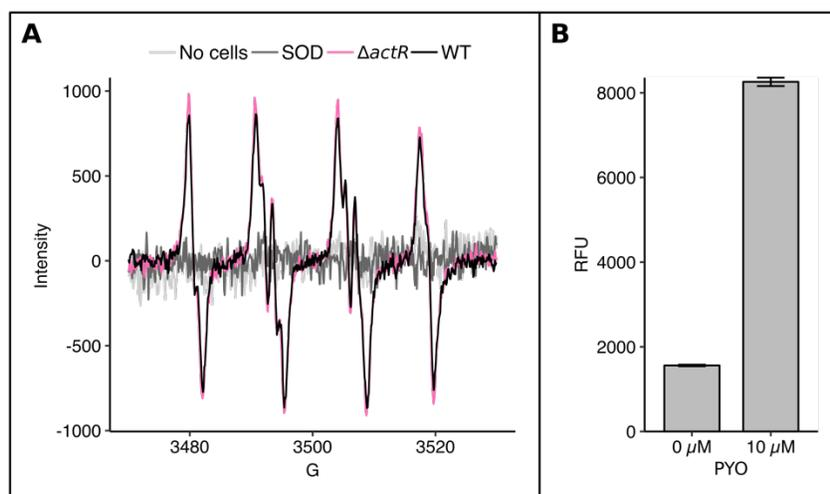 A
No cells SOD ΔactR WT
1000
500
0
-500
-1000
Intensity
3480 3500 3520
G
B
8000
6000
4000
2000
0
RFU
0 µM 10 µM
PYO